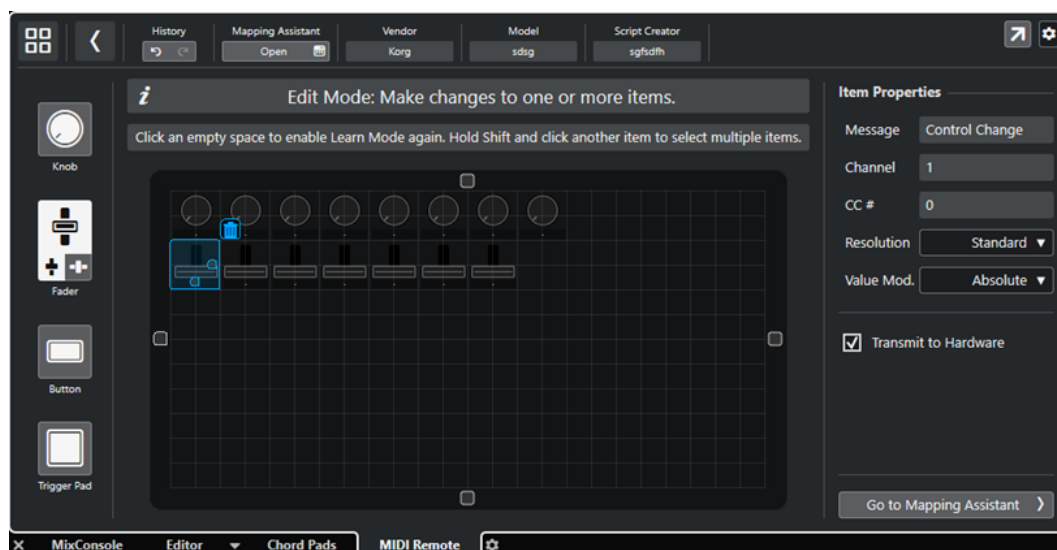 History
Mapping Assistant
Vendor
Model
Script Creator
Open
Korg
sdsg
sgfsdfh
i
Edit Mode: Make changes to one or more items.
Click an empty space to enable Learn Mode again. Hold Shift and click another item to select multiple items.
Knob
Fader
Button
Trigger Pad
Item Properties
Message Control Change
Channel 1
CC # 0
Resolution Standard
Value Mod. Absolute
Transmit to Hardware
Go to Mapping Assistant
MixConsole Editor Chord Pads MIDI Remote